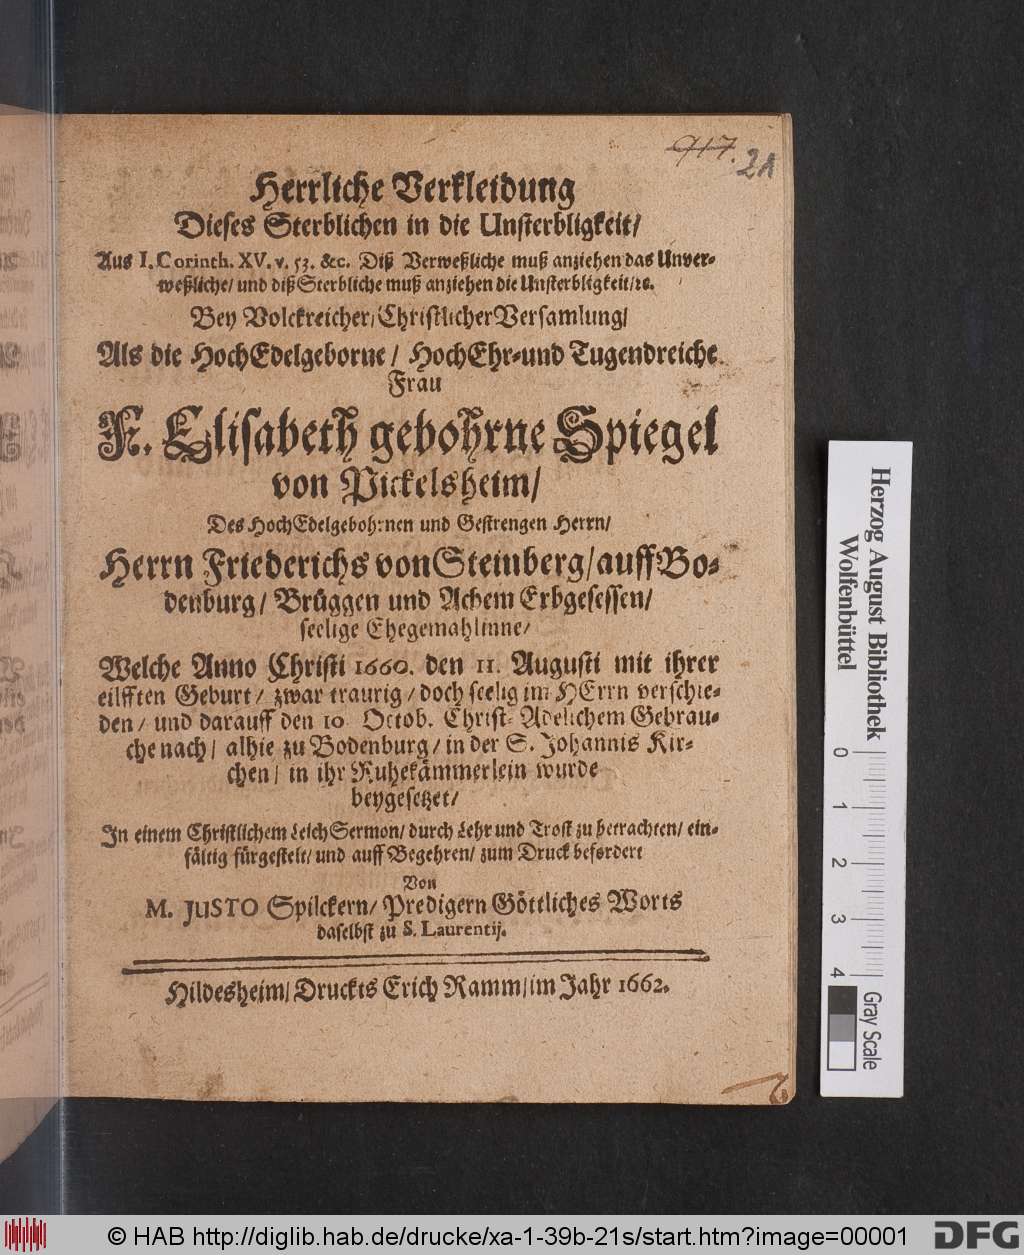 917. 21
Herrliche Verkleidung
Dieses Sterblichen in die Unsterbligkeit/
Aus I. Corinth. XV. v. 53. &c. Diß Verweßliche muß anziehen das Unver-
weßliche/ und diß Sterbliche muß anziehen die Unsterbligkeit/ꝛc.
Bey Volckreicher/ Christlicher Versamlung/
Als die HochEdelgeborne/ HochEhr-und Tugendreiche
Frau
F. Elisabeth gebohrne Spiegel
von Pickelsheim/
Des HochEdelgebohrnen und Gestrengen Herrn/
Herrn Friederichs von Steinberg/ auff Bo-
denburg/ Brüggen und Achem Erbgesessen/
seelige Ehegemahlinne/
Welche Anno Christi 1660. den 11. Augusti mit ihrer
eilfften Geburt/ zwar traurig/ doch seelig im HErrn verschie-
den/ und darauff den 10. Octob. Christ-Adelichem Gebrau-
che nach/ alhie zu Bodenburg/ in der S. Johannis Kir-
chen/ in ihr Ruhekämmerlein wurde
beygesetzet/
In einem Christlichem LeichSermon/ durch Lehr und Trost zu betrachten/ ein-
fältig fürgestelt/ und auff Begehren/ zum Druck befordert
Von
M. JUSTO Spilckern/ Predigern Göttliches Worts
daselbst zu S. Laurentij.
Hildesheim/ Druckts Erich Ramm/ im Jahr 1662.
Herzog August Bibliothek
Wolfenbüttel
0 1 2 3 4
Gray Scale
© HAB http://diglib.hab.de/drucke/xa-1-39b-21s/start.htm?image=00001
DFG